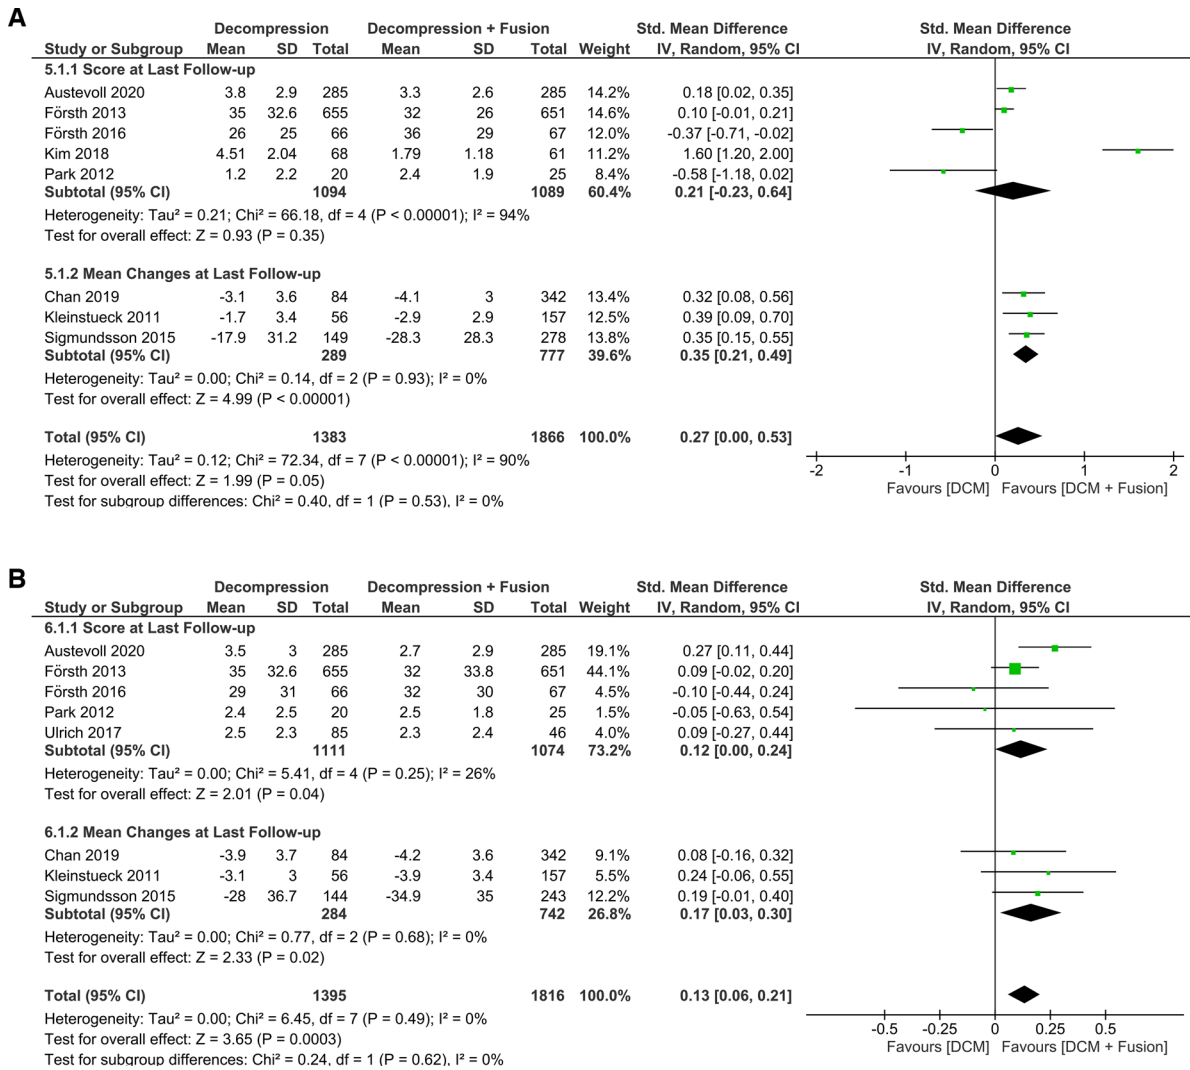 A
Decompression Decompression + Fusion Std. Mean Difference Std. Mean Difference
Study or Subgroup Mean SD Total Mean SD Total Weight IV, Random, 95% CI IV, Random, 95% CI
5.1.1 Score at Last Follow-up
Austevoll 2020 3.8 2.9 285 3.3 2.6 285 14.2% 0.18 [0.02, 0.35]
Försth 2013 35 32.6 655 32 26 651 14.6% 0.10 [-0.01, 0.21]
Försth 2016 26 25 66 36 29 67 12.0% -0.37 [-0.71, -0.02]
Kim 2018 4.51 2.04 68 1.79 1.18 61 11.2% 1.60 [1.20, 2.00]
Park 2012 1.2 2.2 20 2.4 1.9 25 8.4% -0.58 [-1.18, 0.02]
Subtotal (95% CI) 1094 1089 60.4% 0.21 [-0.23, 0.64]
Heterogeneity: Tau² = 0.21; Chi² = 66.18, df = 4 (P < 0.00001); I² = 94%
Test for overall effect: Z = 0.93 (P = 0.35)
5.1.2 Mean Changes at Last Follow-up
Chan 2019 -3.1 3.6 84 -4.1 3 342 13.4% 0.32 [0.08, 0.56]
Kleinstueck 2011 -1.7 3.4 56 -2.9 2.9 157 12.5% 0.39 [0.09, 0.70]
Sigmundsson 2015 -17.9 31.2 149 -28.3 28.3 278 13.8% 0.35 [0.15, 0.55]
Subtotal (95% CI) 289 777 39.6% 0.35 [0.21, 0.49]
Heterogeneity: Tau² = 0.00; Chi² = 0.14, df = 2 (P = 0.93); I² = 0%
Test for overall effect: Z = 4.99 (P < 0.00001)
Total (95% CI) 1383 1866 100.0% 0.27 [0.00, 0.53]
Heterogeneity: Tau² = 0.12; Chi² = 72.34, df = 7 (P < 0.00001); I² = 90%
Test for overall effect: Z = 1.99 (P = 0.05)
Test for subgroup differences: Chi² = 0.40, df = 1 (P = 0.53), I² = 0%
-2 -1 0 1 2
Favours [DCM] Favours [DCM + Fusion]
B
Decompression Decompression + Fusion Std. Mean Difference Std. Mean Difference
Study or Subgroup Mean SD Total Mean SD Total Weight IV, Random, 95% CI IV, Random, 95% CI
6.1.1 Score at Last Follow-up
Austevoll 2020 3.5 3 285 2.7 2.9 285 19.1% 0.27 [0.11, 0.44]
Försth 2013 35 32.6 655 32 33.8 651 44.1% 0.09 [-0.02, 0.20]
Försth 2016 29 31 66 32 30 67 4.5% -0.10 [-0.44, 0.24]
Park 2012 2.4 2.5 20 2.5 1.8 25 1.5% -0.05 [-0.63, 0.54]
Ulrich 2017 2.5 2.3 85 2.3 2.4 46 4.0% 0.09 [-0.27, 0.44]
Subtotal (95% CI) 1111 1074 73.2% 0.12 [0.00, 0.24]
Heterogeneity: Tau² = 0.00; Chi² = 5.41, df = 4 (P = 0.25); I² = 26%
Test for overall effect: Z = 2.01 (P = 0.04)
6.1.2 Mean Changes at Last Follow-up
Chan 2019 -3.9 3.7 84 -4.2 3.6 342 9.1% 0.08 [-0.16, 0.32]
Kleinstueck 2011 -3.1 3 56 -3.9 3.4 157 5.5% 0.24 [-0.06, 0.55]
Sigmundsson 2015 -28 36.7 144 -34.9 35 243 12.2% 0.19 [-0.01, 0.40]
Subtotal (95% CI) 284 742 26.8% 0.17 [0.03, 0.30]
Heterogeneity: Tau² = 0.00; Chi² = 0.77, df = 2 (P = 0.68); I² = 0%
Test for overall effect: Z = 2.33 (P = 0.02)
Total (95% CI) 1395 1816 100.0% 0.13 [0.06, 0.21]
Heterogeneity: Tau² = 0.00; Chi² = 6.45, df = 7 (P = 0.49); I² = 0%
Test for overall effect: Z = 3.65 (P = 0.0003)
Test for subgroup differences: Chi² = 0.24, df = 1 (P = 0.62), I² = 0%
-0.5 -0.25 0 0.25 0.5
Favours [DCM] Favours [DCM + Fusion]